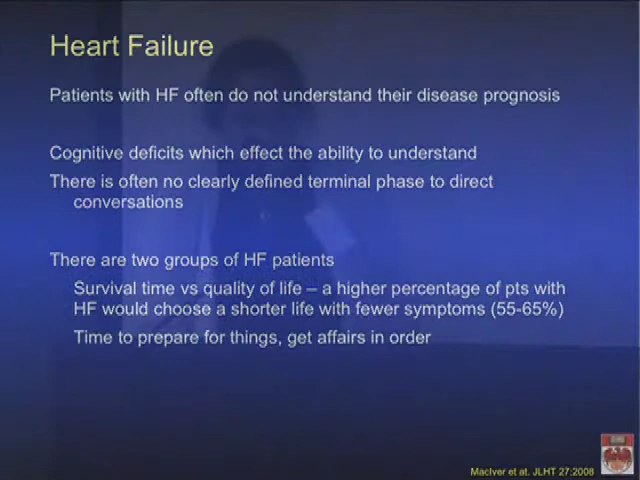 Heart Failure
Patients with HF often do not understand their disease prognosis
Cognitive deficits which effect the ability to understand
There is often no clearly defined terminal phase to direct
conversations
There are two groups of HF patients
Survival time vs quality of life – a higher percentage of pts with
HF would choose a shorter life with fewer symptoms (55-65%)
Time to prepare for things, get affairs in order
MacIver et at. JLHT 27:2008